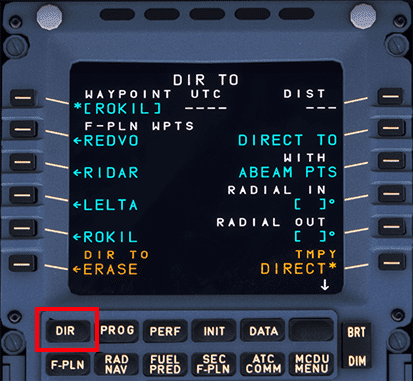 DIR TO
WAYPOINT UTC DIST
*[ROKIL] ---- ---
F-PLN WPTS
←REDVO DIRECT TO
WITH
←RIDAR ABEAM PTS
RADIAL IN
←LELTA [ ]°
RADIAL OUT
←ROKIL [ ]°
DIR TO TMPY
←ERASE DIRECT*
↓
DIR PROG PERF INIT DATA
BRT
F-PLN RAD NAV FUEL PRED SEC F-PLN ATC COMM MCDU MENU
DIM